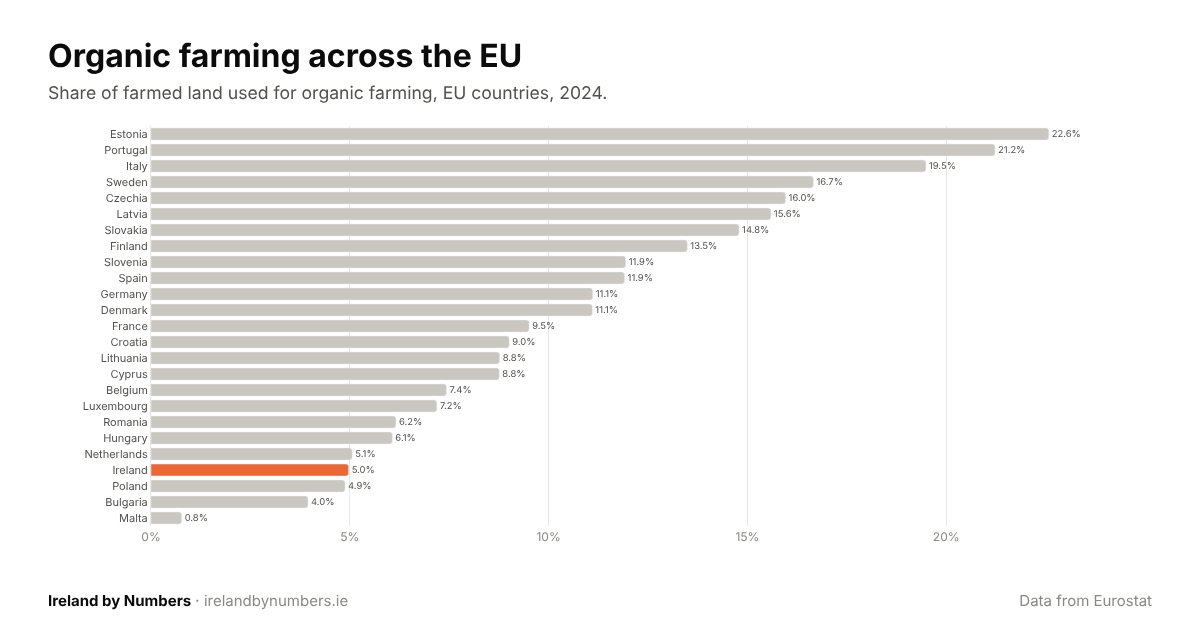 Organic farming across the EU
Share of farmed land used for organic farming, EU countries, 2024.
Estonia 22.6%
Portugal 21.2%
Italy 19.5%
Sweden 16.7%
Czechia 16.0%
Latvia 15.6%
Slovakia 14.8%
Finland 13.5%
Slovenia 11.9%
Spain 11.9%
Germany 11.1%
Denmark 11.1%
France 9.5%
Croatia 9.0%
Lithuania 8.8%
Cyprus 8.8%
Belgium 7.4%
Luxembourg 7.2%
Romania 6.2%
Hungary 6.1%
Netherlands 5.1%
Ireland 5.0%
Poland 4.9%
Bulgaria 4.0%
Malta 0.8%
0% 5% 10% 15% 20%
Ireland by Numbers · irelandbynumbers.ie Data from Eurostat